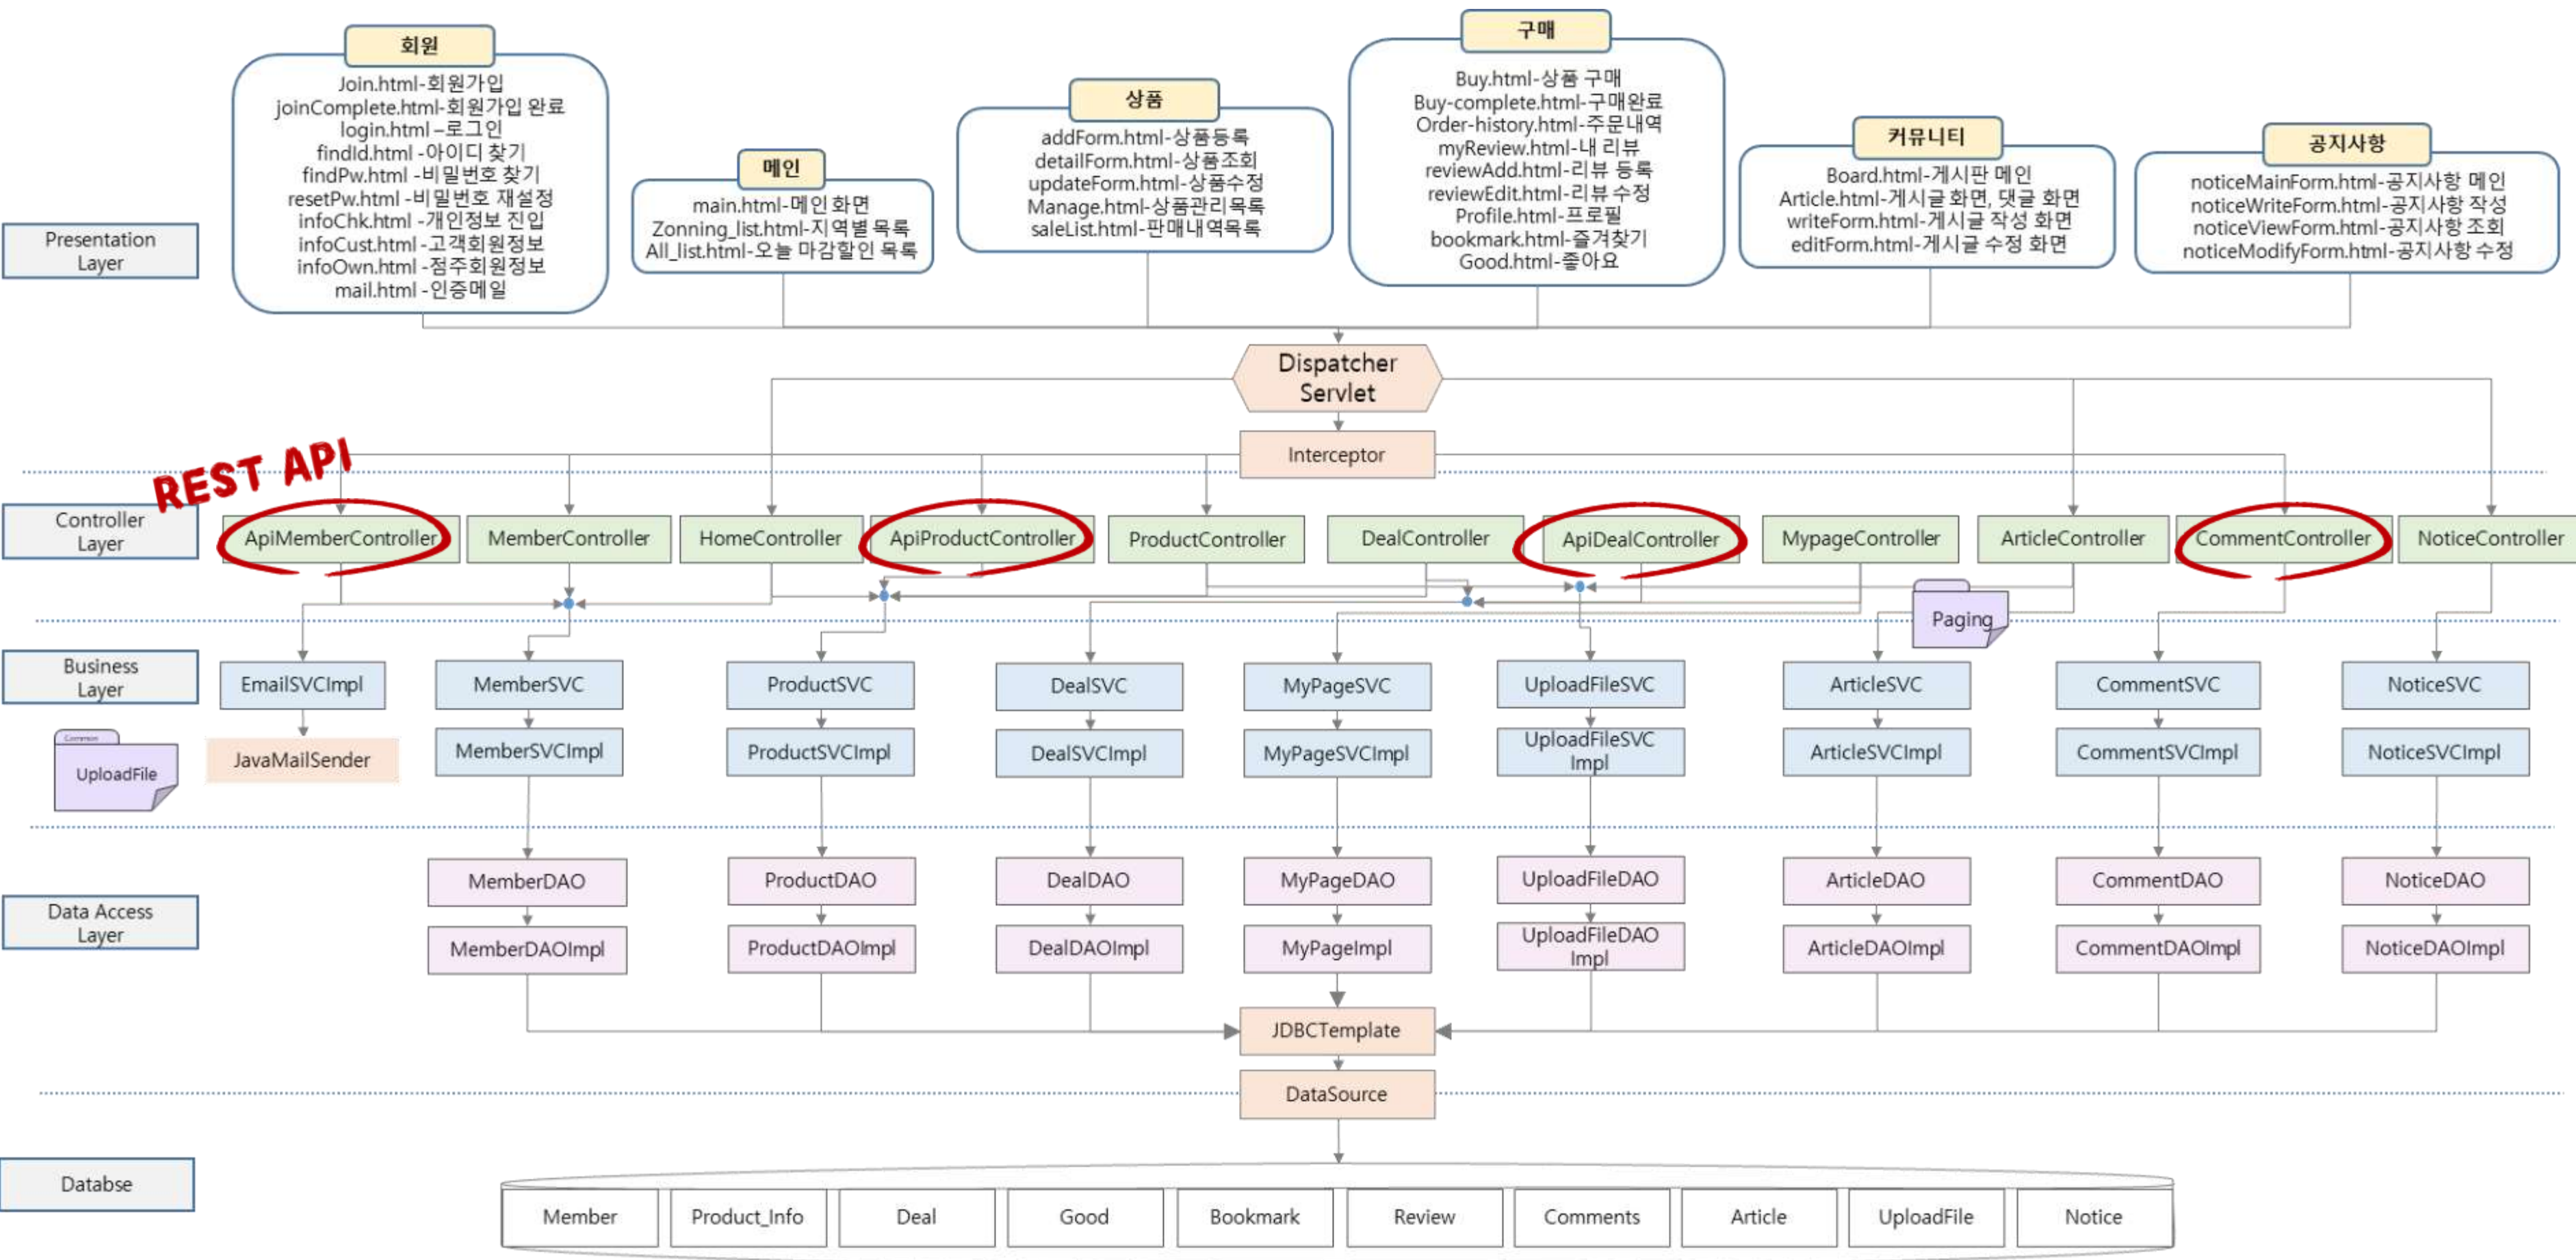 회원
Join.html-회원가입
joinComplete.html-회원가입 완료
login.html –로그인
findId.html -아이디 찾기
findPw.html -비밀번호 찾기
resetPw.html -비밀번호 재설정
infoChk.html -개인정보 진입
infoCust.html -고객회원정보
infoOwn.html -점주회원정보
mail.html -인증메일
메인
main.html-메인 화면
Zonning_list.html-지역별 목록
All_list.html-오늘 마감할인 목록
상품
addForm.html-상품등록
detailForm.html-상품조회
updateForm.html-상품수정
Manage.html-상품관리목록
saleList.html-판매내역목록
구매
Buy.html-상품 구매
Buy-complete.html-구매완료
Order-history.html-주문내역
myReview.html-내 리뷰
reviewAdd.html-리뷰 등록
reviewEdit.html-리뷰 수정
Profile.html-프로필
bookmark.html-즐겨찾기
Good.html-좋아요
커뮤니티
Board.html-게시판 메인
Article.html-게시글 화면, 댓글 화면
writeForm.html-게시글 작성 화면
editForm.html-게시글 수정 화면
공지사항
noticeMainForm.html-공지사항 메인
noticeWriteForm.html-공지사항 작성
noticeViewForm.html-공지사항 조회
noticeModifyForm.html-공지사항 수정
Presentation
Layer
Dispatcher
Servlet
Interceptor
REST API
Controller
Layer
ApiMemberController
MemberController
HomeController
ApiProductController
ProductController
DealController
ApiDealController
MypageController
ArticleController
CommentController
NoticeController
Paging
Business
Layer
EmailSVCImpl
MemberSVC
ProductSVC
DealSVC
MyPageSVC
UploadFileSVC
ArticleSVC
CommentSVC
NoticeSVC
Common
UploadFile
JavaMailSender
MemberSVCImpl
ProductSVCImpl
DealSVCImpl
MyPageSVCImpl
UploadFileSVC
Impl
ArticleSVCImpl
CommentSVCImpl
NoticeSVCImpl
Data Access
Layer
MemberDAO
ProductDAO
DealDAO
MyPageDAO
UploadFileDAO
ArticleDAO
CommentDAO
NoticeDAO
MemberDAOImpl
ProductDAOImpl
DealDAOImpl
MyPageImpl
UploadFileDAO
Impl
ArticleDAOImpl
CommentDAOImpl
NoticeDAOImpl
JDBCTemplate
DataSource
Databse
Member
Product_Info
Deal
Good
Bookmark
Review
Comments
Article
UploadFile
Notice